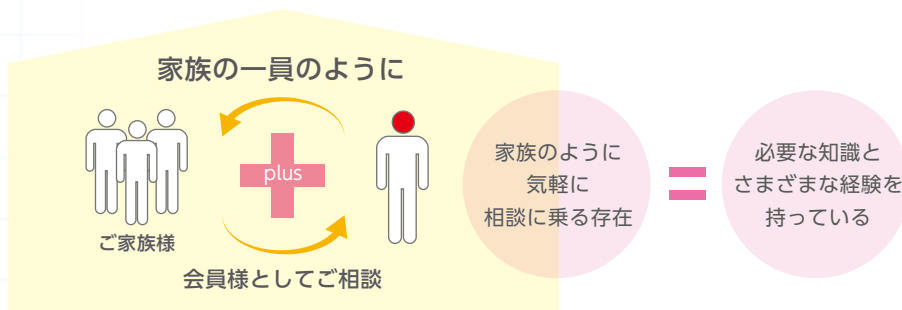 家族の一員のように
plus
ご家族様
会員様としてご相談
家族のように
気軽に
相談に乗る存在
必要な知識と
さまざまな経験を
持っている